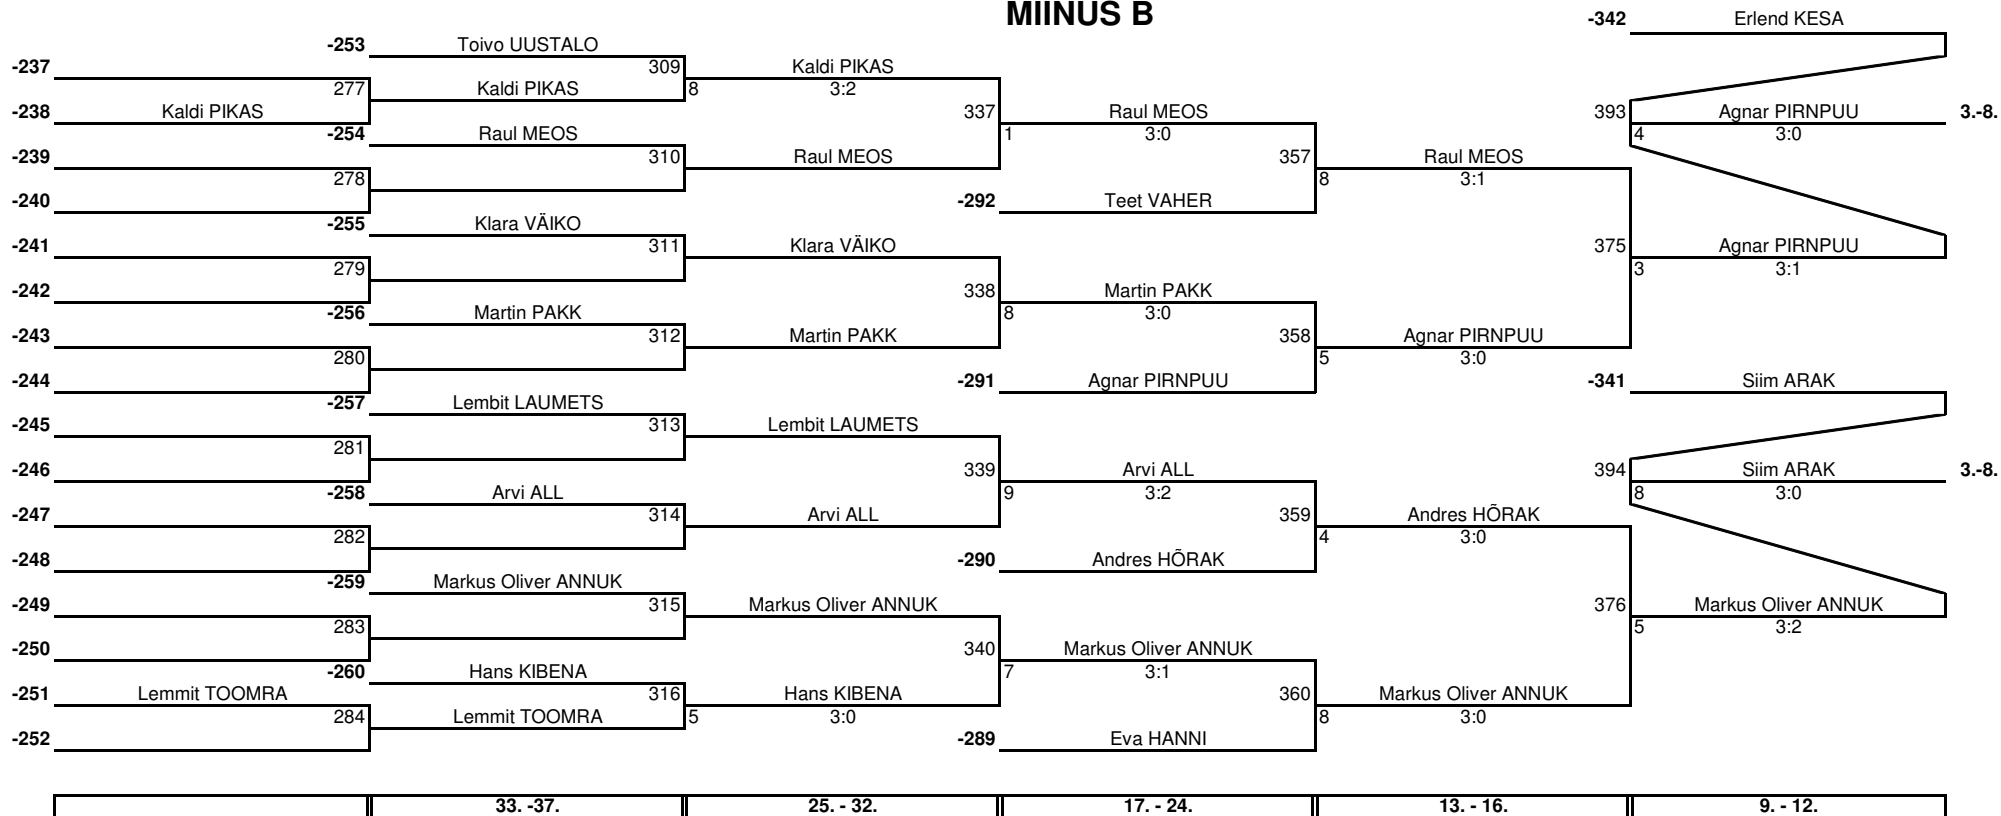 MIINUS B
-342 Erlend KESA
-253 Toivo UUSTALO
-237 309 Kaldi PIKAS
277 Kaldi PIKAS 8 3:2
-238 Kaldi PIKAS 337 Raul MEOS 393 Agnar PIRNPUU 3.-8.
-254 Raul MEOS 1 3:0 4 3:0
-239 310 Raul MEOS 357 Raul MEOS
278 8 3:1
-240 -292 Teet VAHER
-255 Klara VÄIKO
-241 311 Klara VÄIKO 375 Agnar PIRNPUU
279 3 3:1
-242 338 Martin PAKK
-256 Martin PAKK 8 3:0
-243 312 Martin PAKK 358 Agnar PIRNPUU
280 5 3:0
-244 -291 Agnar PIRNPUU -341 Siim ARAK
-257 Lembit LAUMETS
-245 313 Lembit LAUMETS
281
-246 339 Arvi ALL 394 Siim ARAK 3.-8.
-258 Arvi ALL 9 3:2 8 3:0
-247 314 Arvi ALL 359 Andres HÕRAK
282 4 3:0
-248 -290 Andres HÕRAK
-259 Markus Oliver ANNUK
-249 315 Markus Oliver ANNUK 376 Markus Oliver ANNUK
283 5 3:2
-250 340 Markus Oliver ANNUK
-260 Hans KIBENA 7 3:1
-251 Lemmit TOOMRA 316 Hans KIBENA 360 Markus Oliver ANNUK
284 Lemmit TOOMRA 5 3:0 8 3:0
-252 -289 Eva HANNI
33. -37. 25. - 32. 17. - 24. 13. - 16. 9. - 12.